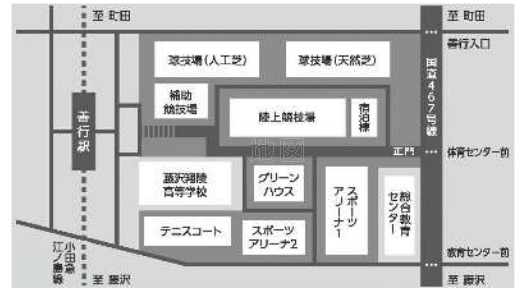 至 町田
至 町田
善行入口
球技場(人工芝)
球技場(天然芝)
補助
競技場
陸上競技場
宿泊棟
国道467号線
善行駅
正門
体育センター前
地図
藤沢翔陵
高等学校
グリーン
ハウス
スポーツ
アリーナ1
総合教育
センター
テニスコート
スポーツ
アリーナ2
教育センター前
小田急
江ノ島線
至 藤沢
至 藤沢